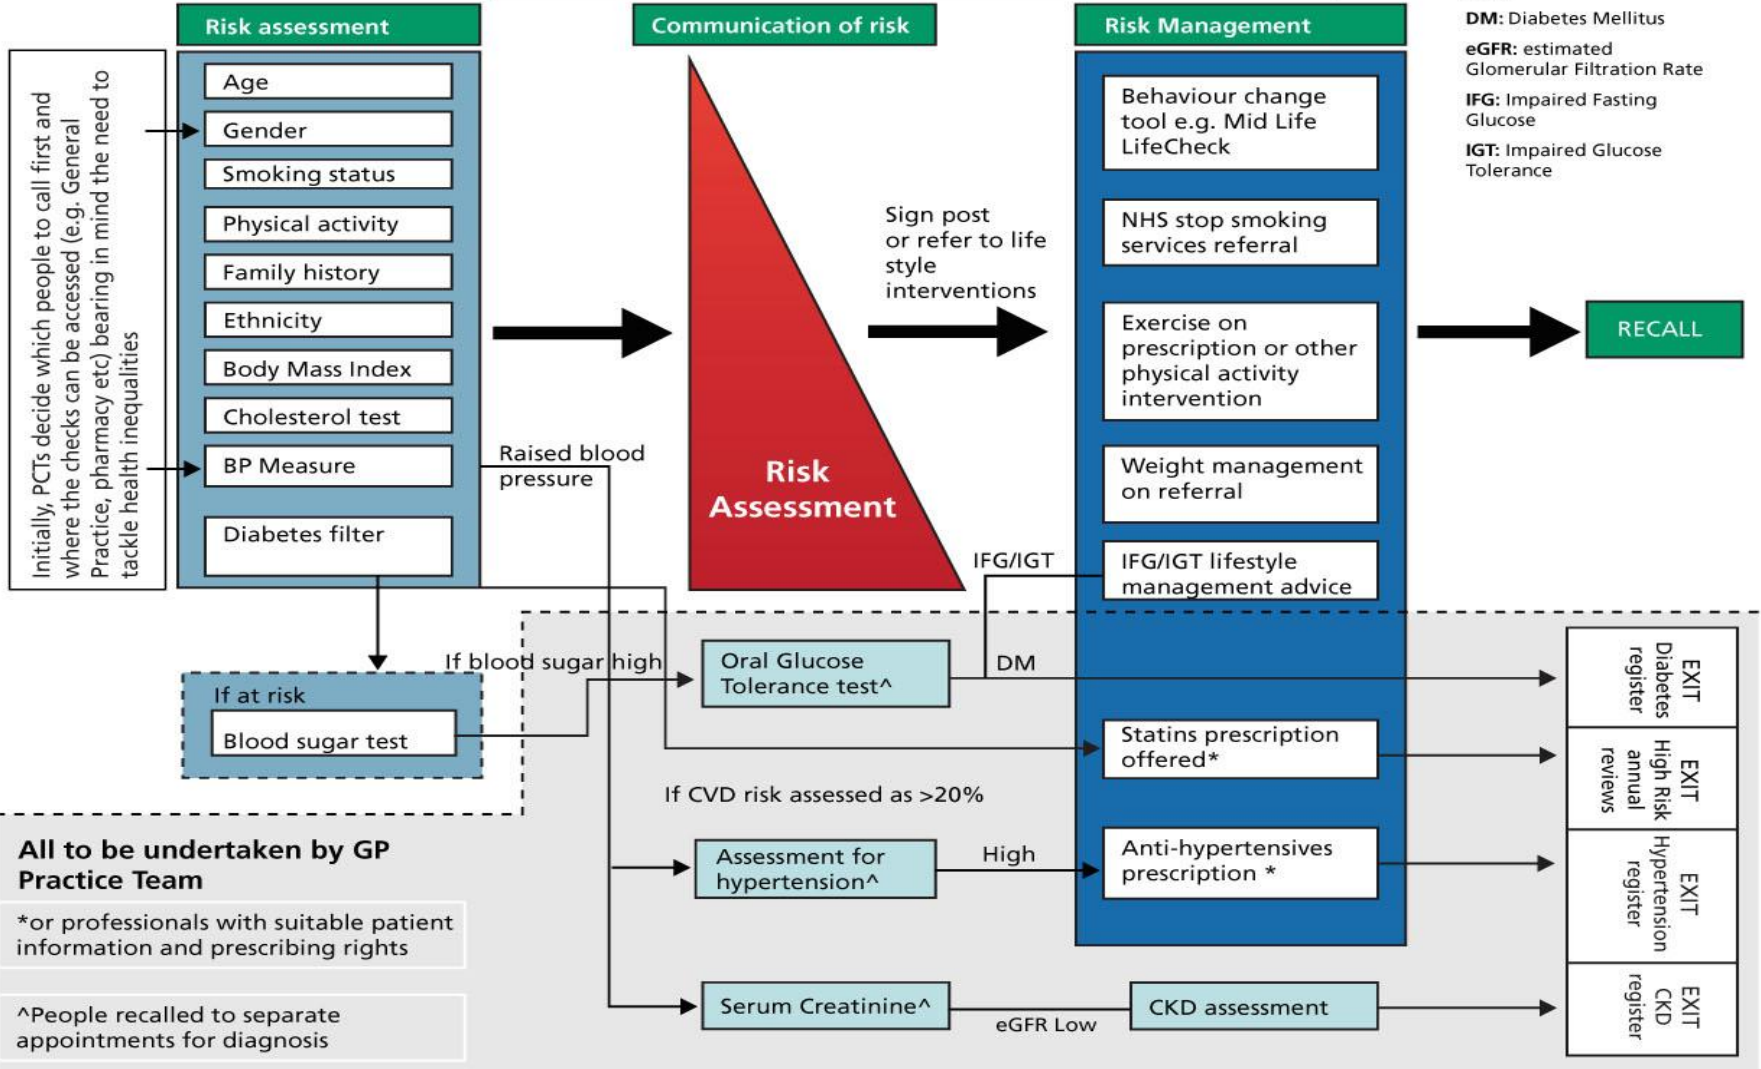 Risk assessment
Communication of risk
Risk Management
DM: Diabetes Mellitus
eGFR: estimated
Glomerular Filtration Rate
IFG: Impaired Fasting
Glucose
IGT: Impaired Glucose
Tolerance
Initially, PCTs decide which people to call first and
where the checks can be accessed (e.g. General
Practice, pharmacy etc) bearing in mind the need to
tackle health inequalities
Age
Gender
Smoking status
Physical activity
Family history
Ethnicity
Body Mass Index
Cholesterol test
BP Measure
Diabetes filter
Raised blood
pressure
Risk
Assessment
Sign post
or refer to life
style
interventions
Behaviour change
tool e.g. Mid Life
LifeCheck
NHS stop smoking
services referral
Exercise on
prescription or other
physical activity
intervention
Weight management
on referral
IFG/IGT lifestyle
management advice
RECALL
IFG/IGT
If at risk
Blood sugar test
If blood sugar high
Oral Glucose
Tolerance test^
DM
Statins prescription
offered*
If CVD risk assessed as >20%
Assessment for
hypertension^
High
Anti-hypertensives
prescription *
Serum Creatinine^
eGFR Low
CKD assessment
EXIT
Diabetes
register
EXIT
High Risk
annual
reviews
EXIT
Hypertension
register
EXIT
CKD
register
All to be undertaken by GP
Practice Team
*or professionals with suitable patient
information and prescribing rights
^People recalled to separate
appointments for diagnosis